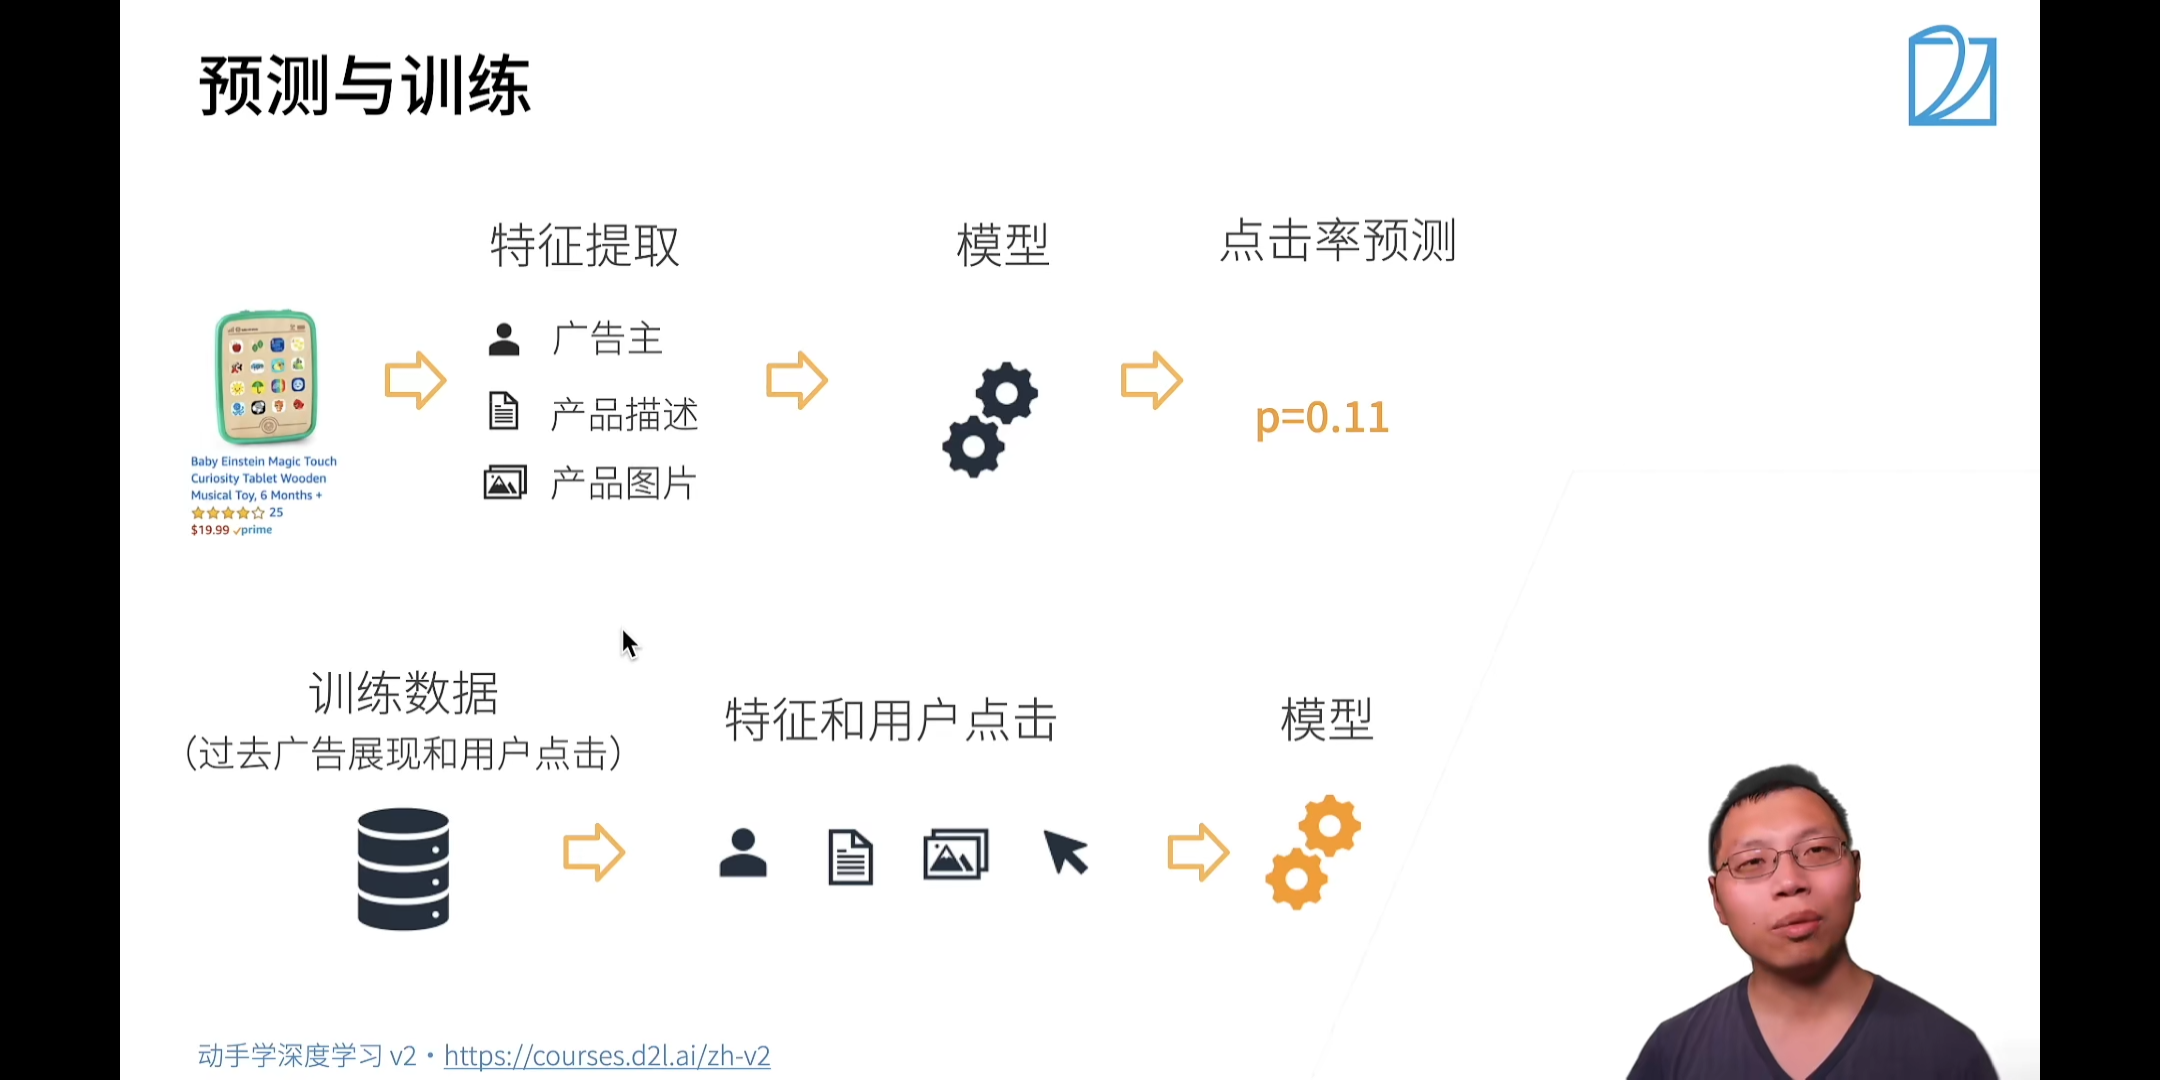 预测与训练
特征提取
模型
点击率预测
广告主
产品描述
产品图片
p=0.11
Baby Einstein Magic Touch
Curiosity Tablet Wooden
Musical Toy, 6 Months +
25
$19.99 prime
训练数据
（过去广告展现和用户点击）
特征和用户点击
模型
动手学深度学习 v2 • https://courses.d2l.ai/zh-v2